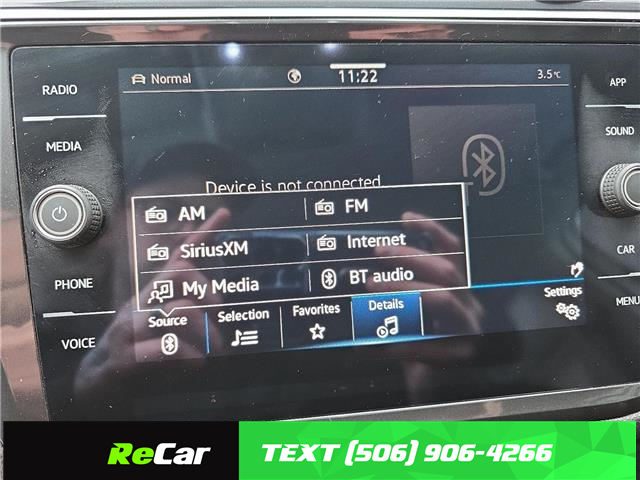 RADIO
MEDIA
PHONE
VOICE
Normal
11:22
3.5°C
Device is not connected.
AM
FM
SiriusXM
Internet
My Media
BT audio
Source
Selection
Favorites
Details
Settings
APP
SOUND
CAR
MENU
ReCar
TEXT (506) 906-4266